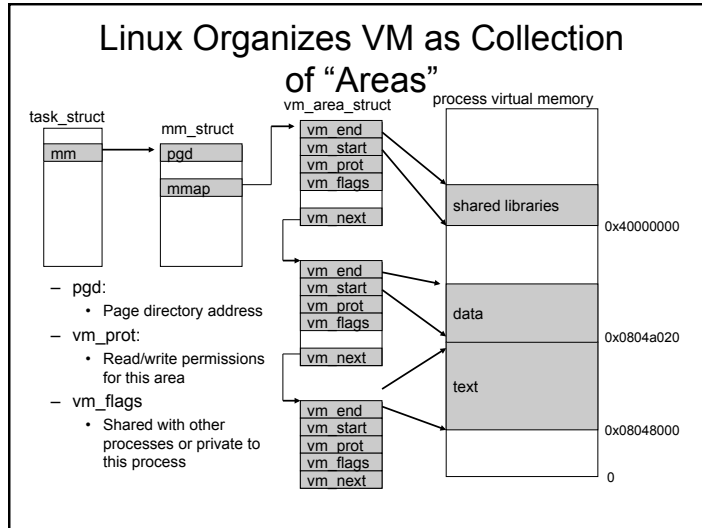 Linux Organizes VM as Collection
of “Areas”
task_struct
mm
mm_struct
pgd
mmap
vm_area_struct
vm_end
vm_start
vm_prot
vm_flags
vm_next
vm_end
vm_start
vm_prot
vm_flags
vm_next
vm_end
vm_start
vm_prot
vm_flags
vm_next
process virtual memory
shared libraries
0x40000000
data
0x0804a020
text
0x08048000
0
– pgd:
• Page directory address
– vm_prot:
• Read/write permissions
for this area
– vm_flags
• Shared with other
processes or private to
this process